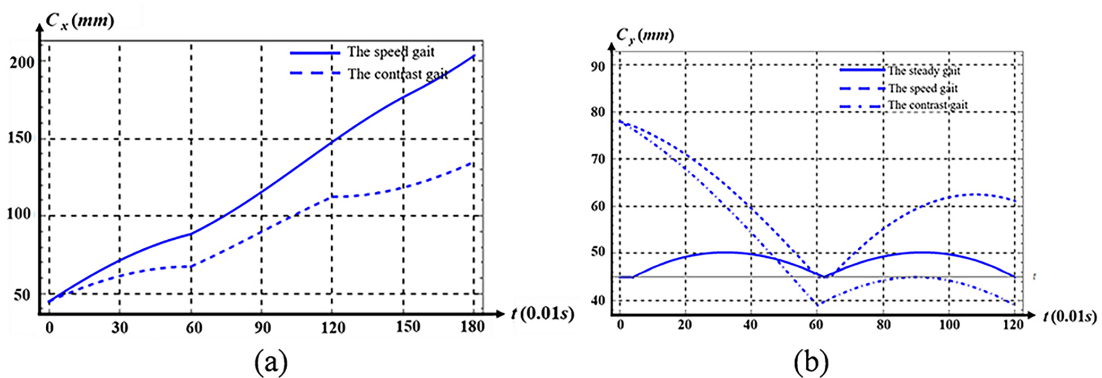 C x (mm)
The speed gait
The contrast gait
200
150
100
50
0 30 60 90 120 150 180
t (0.01s)
(a)
C y (mm)
The steady gait
The speed gait
The contrast gait
90
80
70
60
50
40
t
0 20 40 60 80 100 120
t (0.01s)
(b)